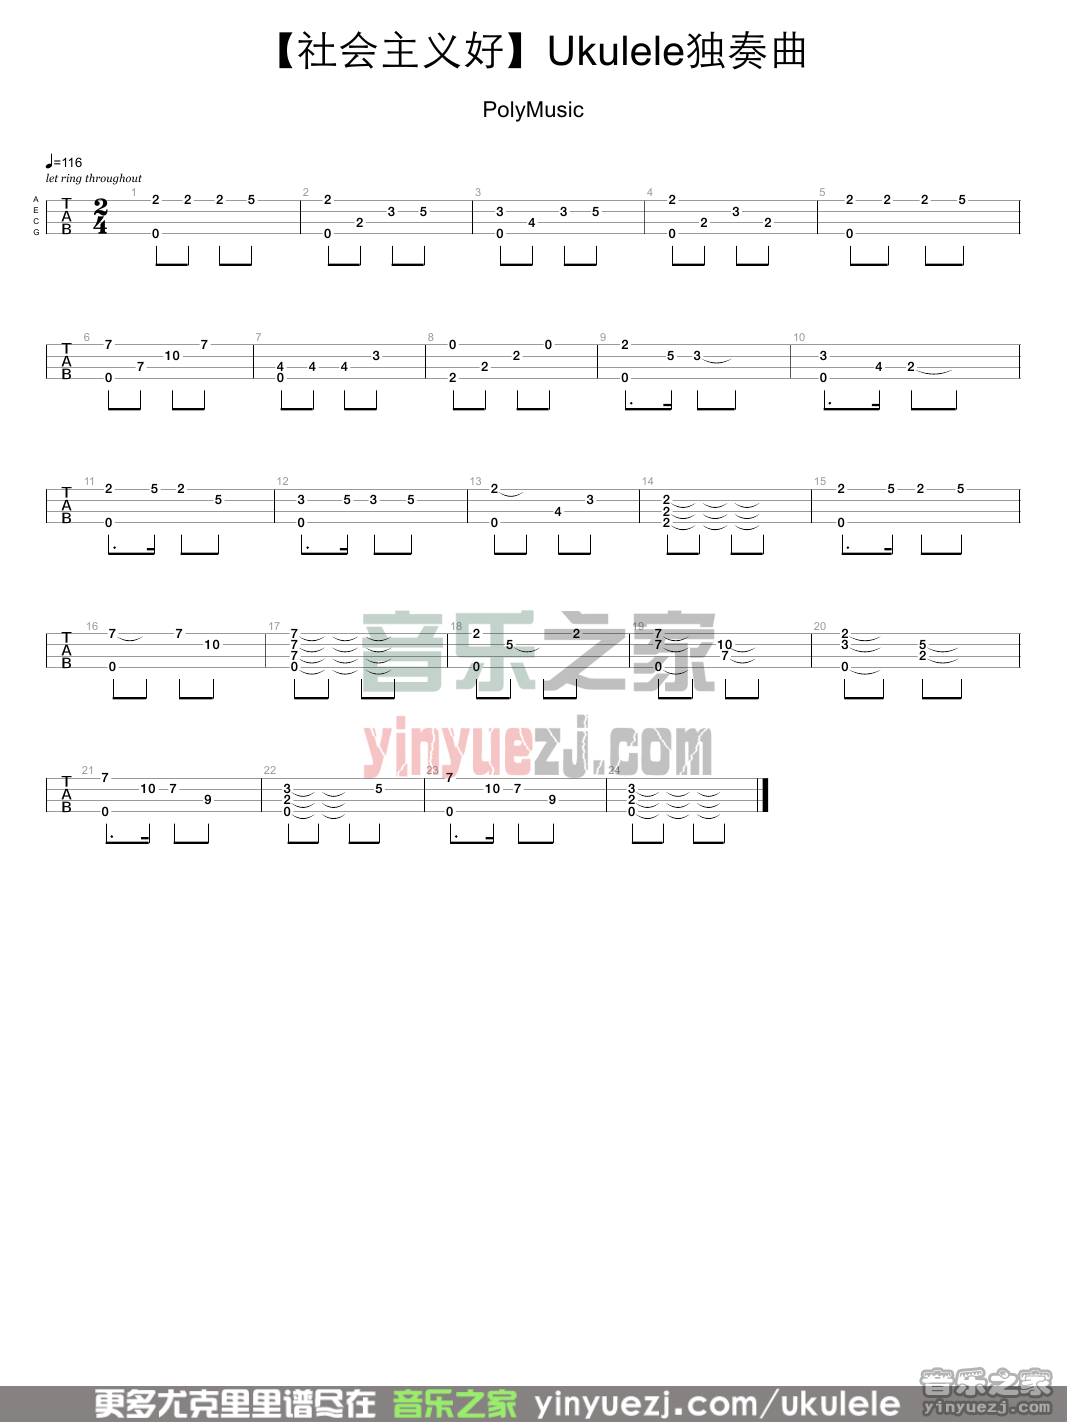 【社会主义好】Ukulele独奏曲
PolyMusic
♩=116
let ring throughout
1 2 3 4 5
A E C G
T A B
2 4
2 2 2 5 2 3 5 3 3 5 2 3 2 2 2 5
2 4 2 2
0 0 0 0 0
6 7 8 9 10
T A B
7 10 7 3 0 2 0 2 5 3 3
7 4 4 4 2 4 2
0 0 2 0 0
11 12 13 14 15
T A B
2 5 2 5 3 5 3 5 2 3 2 2 5 2 5
4 2
0 0 0 2 0
16 17 18 19 20
T A B
7 7 10 7 7 2 5 2 7 7 10 2 3 5
7 7 2
0 0 0 0 0
21 22 23 24
T A B
7 10 7 3 5 7 10 7 3
9 2 9 2
0 0 0 0
音乐之家
yinyuezj.com
更多尤克里里谱尽在 音乐之家 yinyuezj.com/ukulele
音乐之家
yinyuezj.com